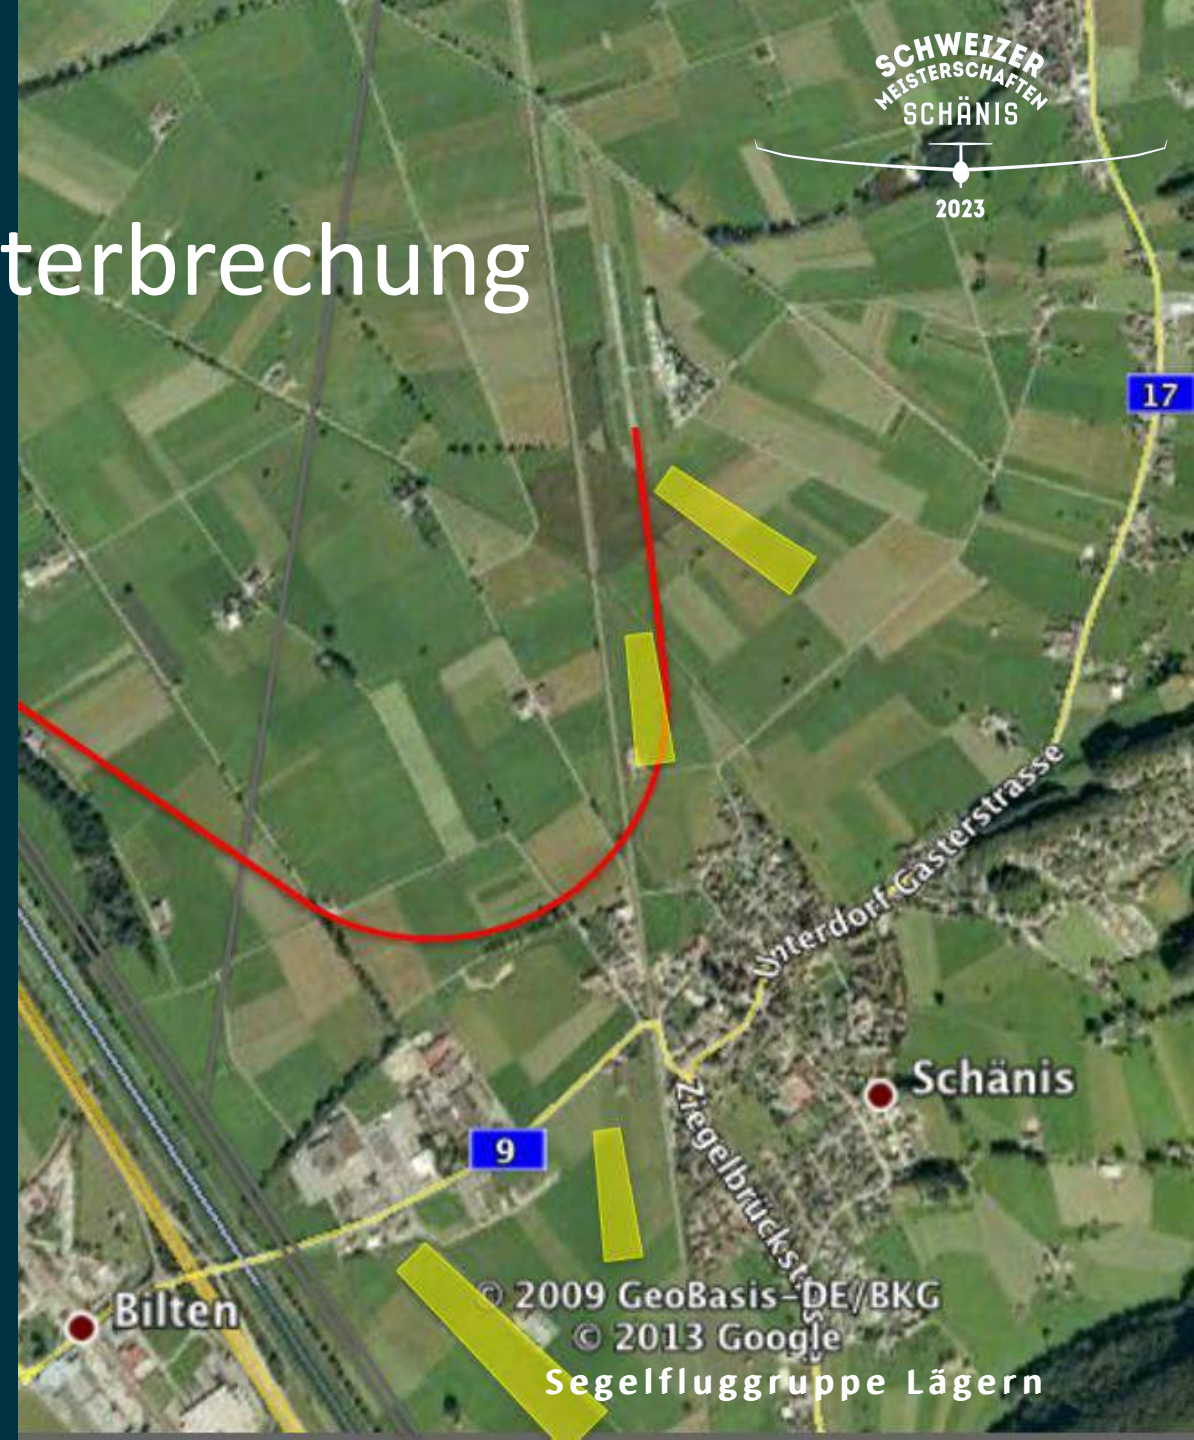 SCHWEIZER
MEISTERSCHAFTEN
SCHÄNIS
2023
terbrechung
17
Unterdorf Gasterstrasse
Schänis
9
Ziegelbrückst
Bilten
© 2009 GeoBasis-DE/BKG
© 2013 Google
Segelfluggruppe Lägern